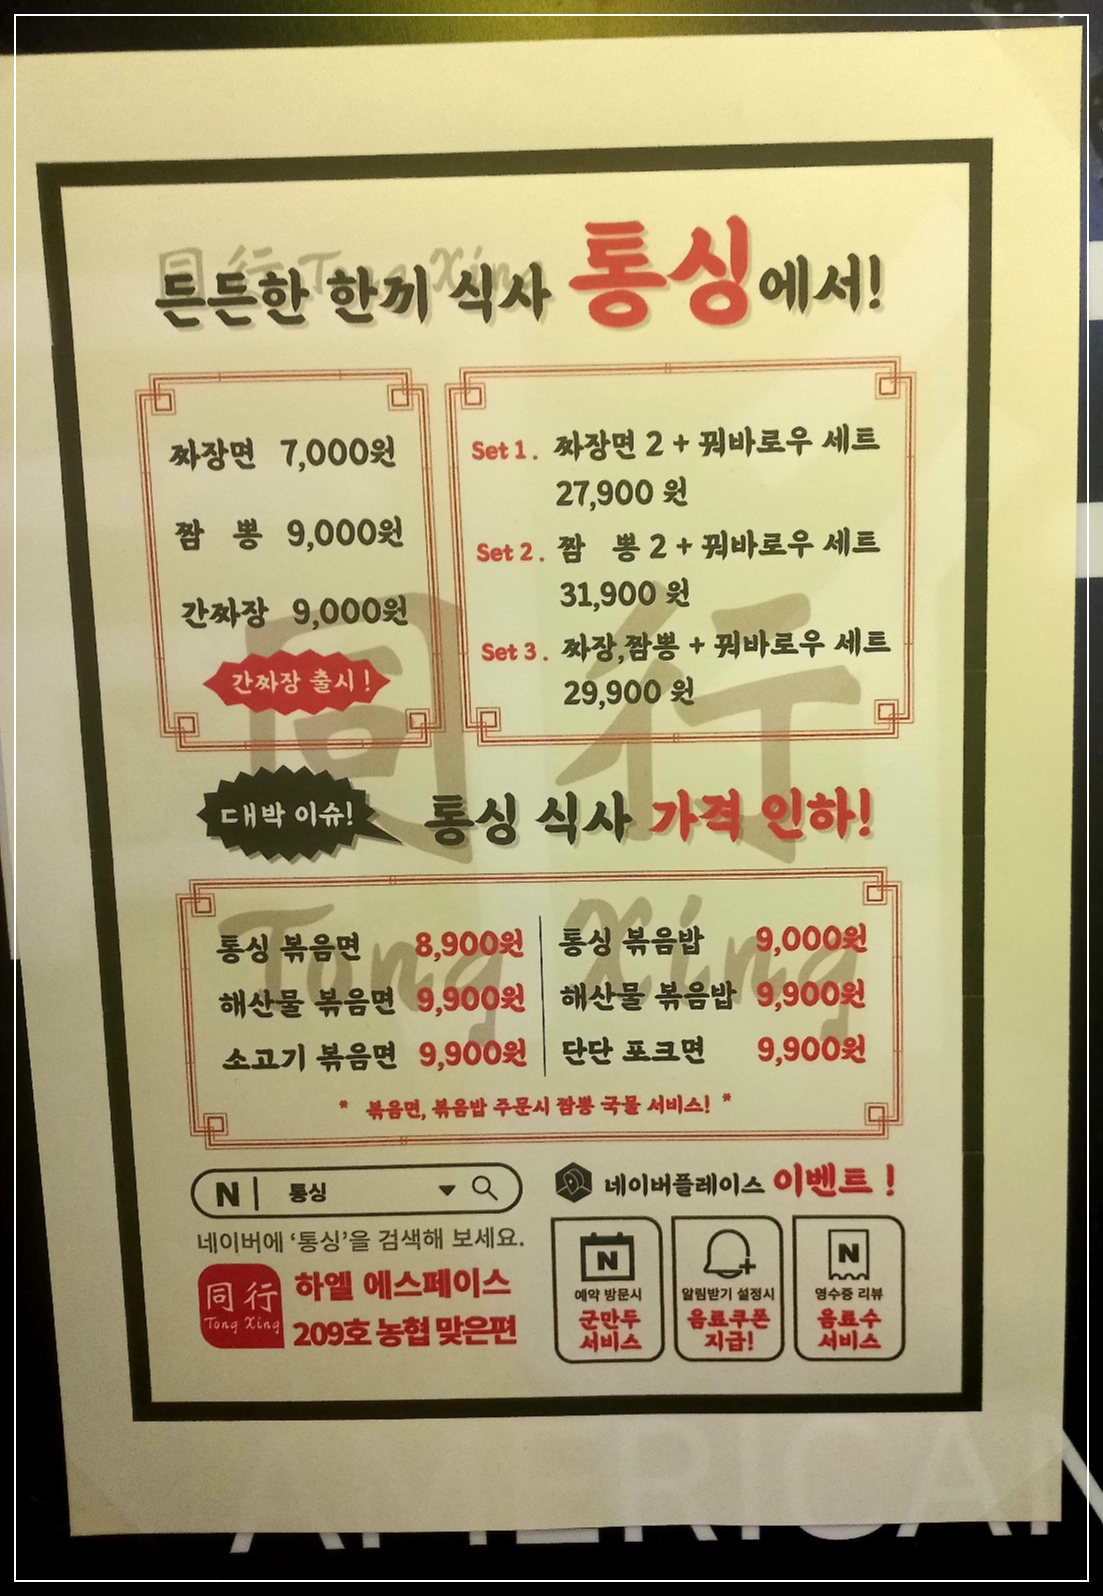 同行 Tong Xing
든든한 한끼 식사 통싱에서!
짜장면 7,000원
짬 뽕 9,000원
간짜장 9,000원
간짜장 출시!
Set 1. 짜장면 2 + 꿔바로우 세트
27,900 원
Set 2. 짬 뽕 2 + 꿔바로우 세트
31,900 원
Set 3. 짜장,짬뽕 + 꿔바로우 세트
29,900 원
同行
Tong Xing
대박 이슈!
통싱 식사 가격 인하!
통싱 볶음면 8,900원
해산물 볶음면 9,900원
소고기 볶음면 9,900원
통싱 볶음밥 9,000원
해산물 볶음밥 9,900원
단단 포크면 9,900원
* 볶음면, 볶음밥 주문시 짬뽕 국물 서비스! *
N 통싱
네이버에 ‘통싱’을 검색해 보세요.
同行
Tong Xing
하엘 에스페이스
209호 농협 맞은편
네이버플레이스 이벤트 !
N
예약 방문시
군만두
서비스
알림받기 설정시
음료쿠폰
지급!
N
영수증 리뷰
음료수
서비스
AMERICAN